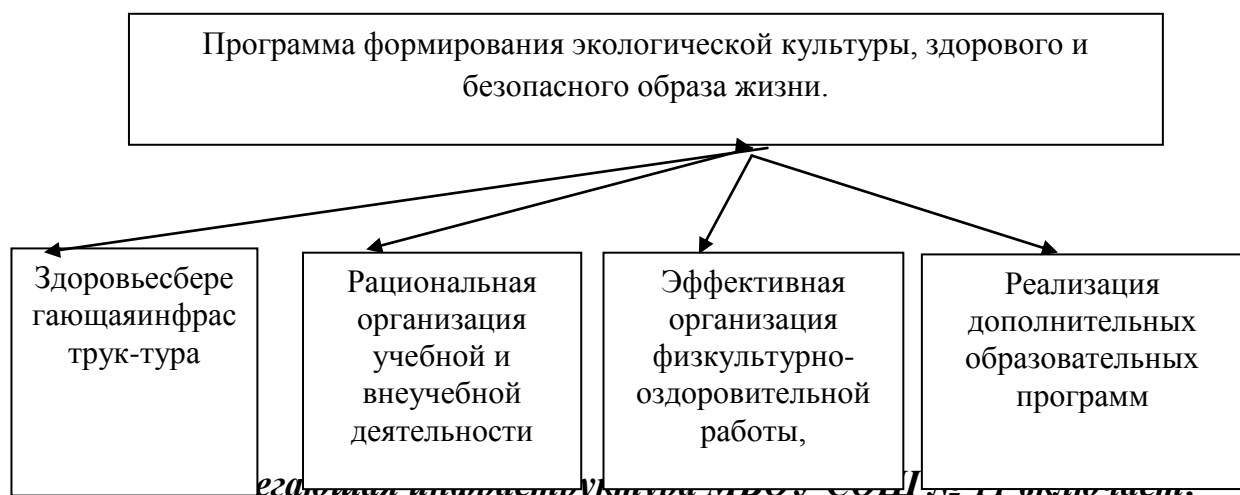 Программа формирования экологической культуры, здорового и
безопасного образа жизни.
Здоровьесбере
гающаяинфрас
трук-тура
Рациональная
организация
учебной и
внеучебной
деятельности
Эффективная
организация
физкультурно-
оздоровительной
работы,
Реализация
дополнительных
образовательных
программ